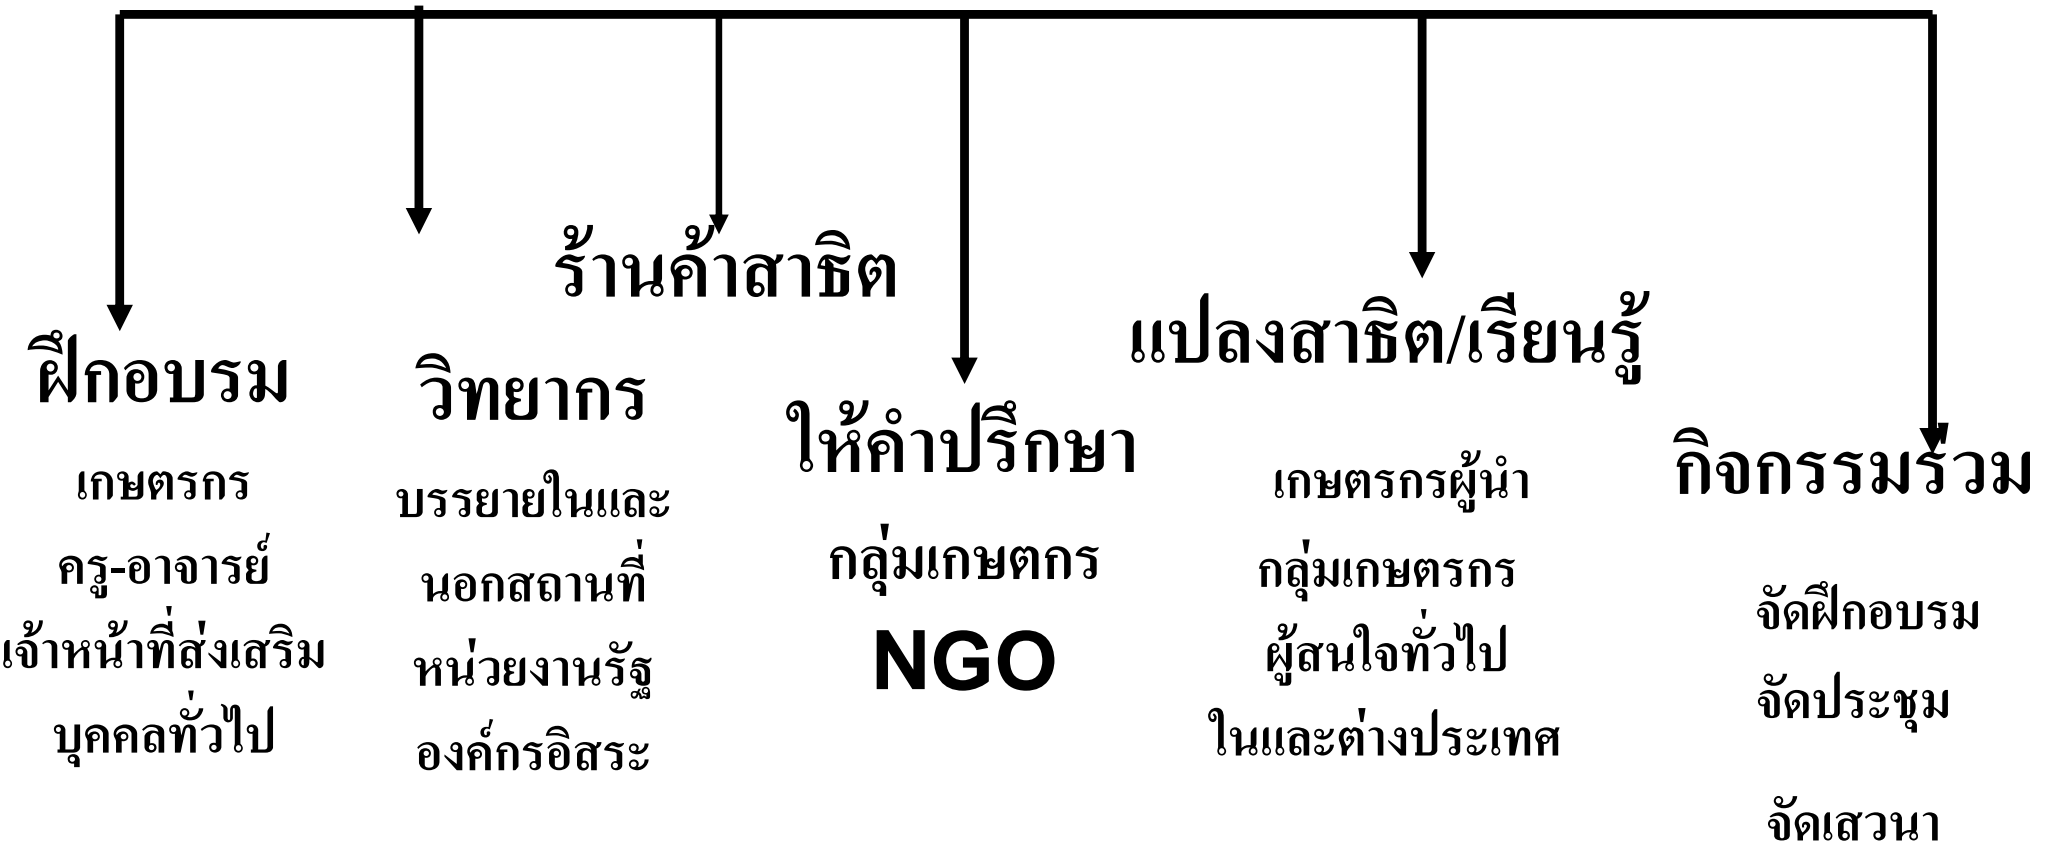 ฝึกอบรม
เกษตรกร
ครู-อาจารย์
เจ้าหน้าที่ส่งเสริม
บุคคลทั่วไป
วิทยากร
บรรยายในและ
นอกสถานที่
หน่วยงานรัฐ
องค์กรอิสระ
ร้านค้าสาธิต
ให้คำปรึกษา
กลุ่มเกษตกร
NGO
แปลงสาธิต/เรียนรู้
เกษตรกรผู้นำ
กลุ่มเกษตรกร
ผู้สนใจทั่วไป
ในและต่างประเทศ
กิจกรรมร่วม
จัดฝึกอบรม
จัดประชุม
จัดเสวนา